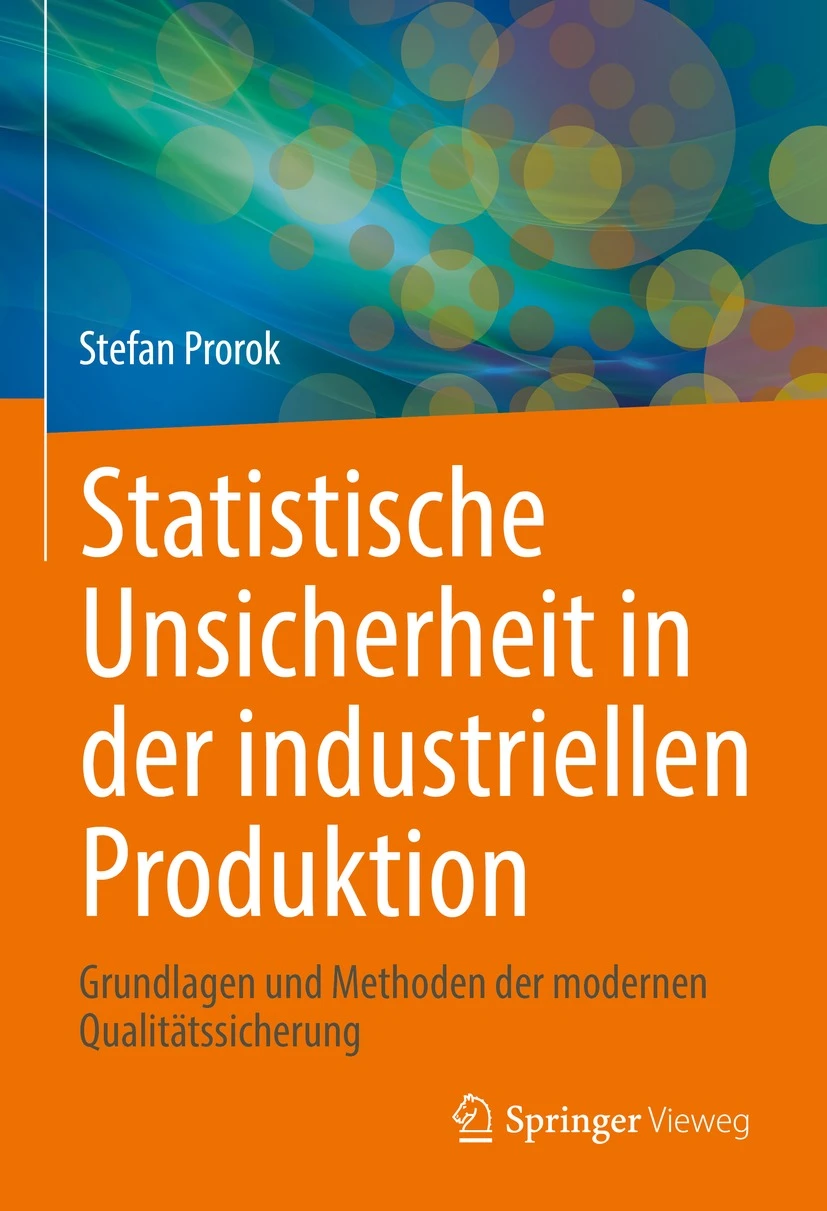 Stefan Prorok
Statistische
Unsicherheit in
der industriellen
Produktion
Grundlagen und Methoden der modernen
Qualitätssicherung
Springer Vieweg